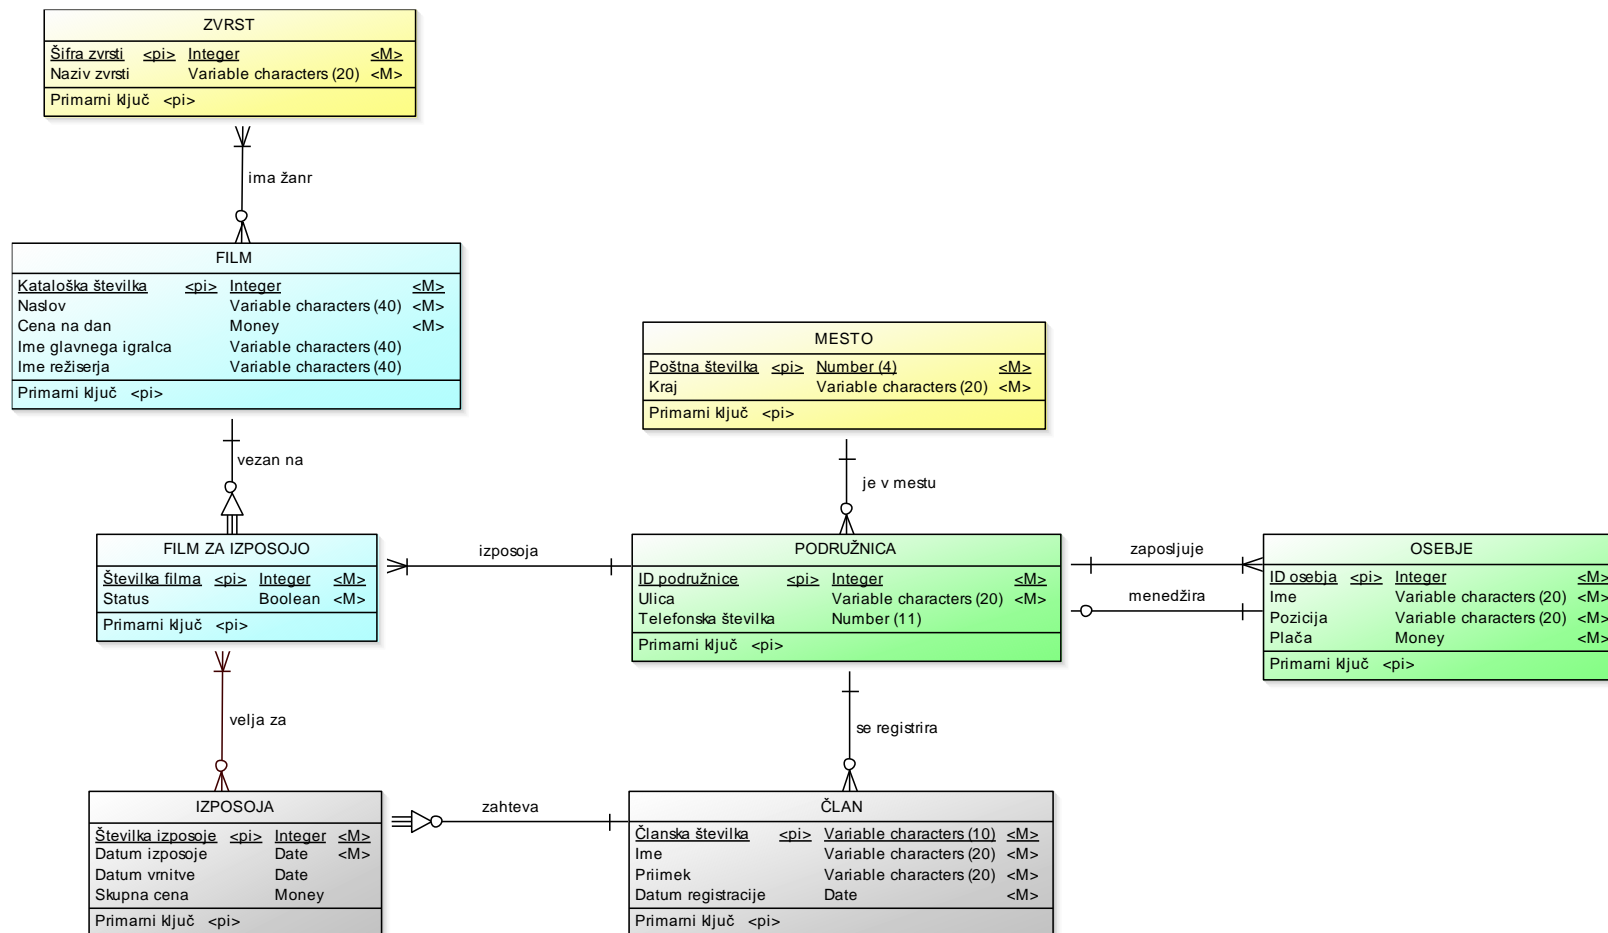 ZVRST
Šifra zvrsti <pi> Integer <M>
Naziv zvrsti Variable characters (20) <M>
Primarni ključ <pi>
ima žanr
FILM
Kataloška številka <pi> Integer <M>
Naslov Variable characters (40) <M>
Cena na dan Money <M>
Ime glavnega igralca Variable characters (40)
Ime režiserja Variable characters (40)
Primarni ključ <pi>
MESTO
Poštna številka <pi> Number (4) <M>
Kraj Variable characters (20) <M>
Primarni ključ <pi>
vezan na
je v mestu
FILM ZA IZPOSOJO
Številka filma <pi> Integer <M>
Status Boolean <M>
Primarni ključ <pi>
izposoja
PODRUŽNICA
ID podružnice <pi> Integer <M>
Ulica Variable characters (20) <M>
Telefonska številka Number (11)
Primarni ključ <pi>
zaposljuje
menedžira
OSEBJE
ID osebja <pi> Integer <M>
Ime Variable characters (20) <M>
Pozicija Variable characters (20) <M>
Plača Money <M>
Primarni ključ <pi>
velja za
se registrira
IZPOSOJA
Številka izposoje <pi> Integer <M>
Datum izposoje Date <M>
Datum vrnitve Date
Skupna cena Money
Primarni ključ <pi>
zahteva
ČLAN
Članska številka <pi> Variable characters (10) <M>
Ime Variable characters (20) <M>
Priimek Variable characters (20) <M>
Datum registracije Date <M>
Primarni ključ <pi>